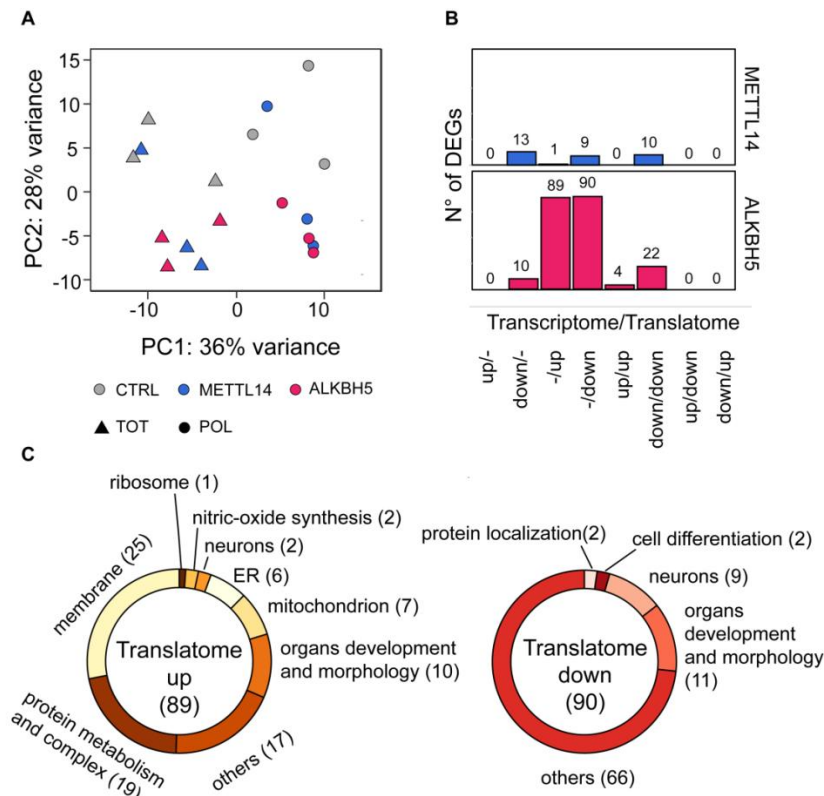 A
PC2: 28% variance
15
10
5
0
-5
-10
-10
0
10
PC1: 36% variance
CTRL
METTL14
ALKBH5
TOT
POL
B
N° of DEGs
0
13
1
9
0
10
0
0
METTL14
0
10
89
90
4
22
0
0
ALKBH5
Transcriptome/Translatome
up/-
down/-
-/up
-/down
up/up
down/down
up/down
down/up
C
ribosome (1)
nitric-oxide synthesis (2)
neurons (2)
ER (6)
mitochondrion (7)
organs development
and morphology (10)
others (17)
protein metabolism
and complex (19)
membrane (25)
Translatome
up
(89)
protein localization(2)
cell differentiation (2)
neurons (9)
organs
development
and morphology
(11)
others (66)
Translatome
down
(90)